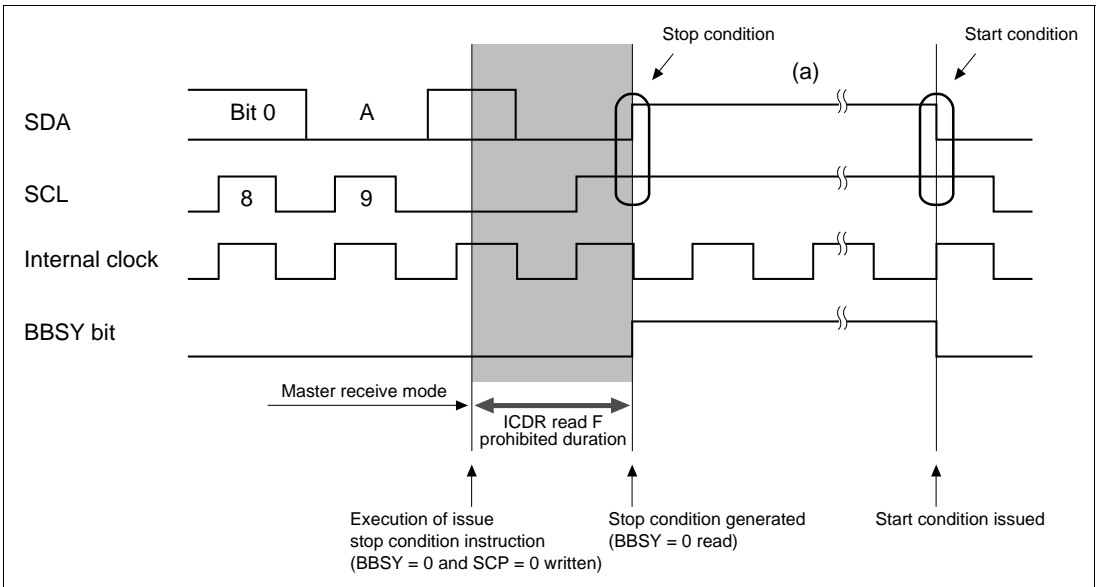 Stop condition
Start condition
(a)
SDA
Bit 0
A
SCL
8
9
Internal clock
BBSY bit
Master receive mode
ICDR read F
prohibited duration
Execution of issue
stop condition instruction
(BBSY = 0 and SCP = 0 written)
Stop condition generated
(BBSY = 0 read)
Start condition issued